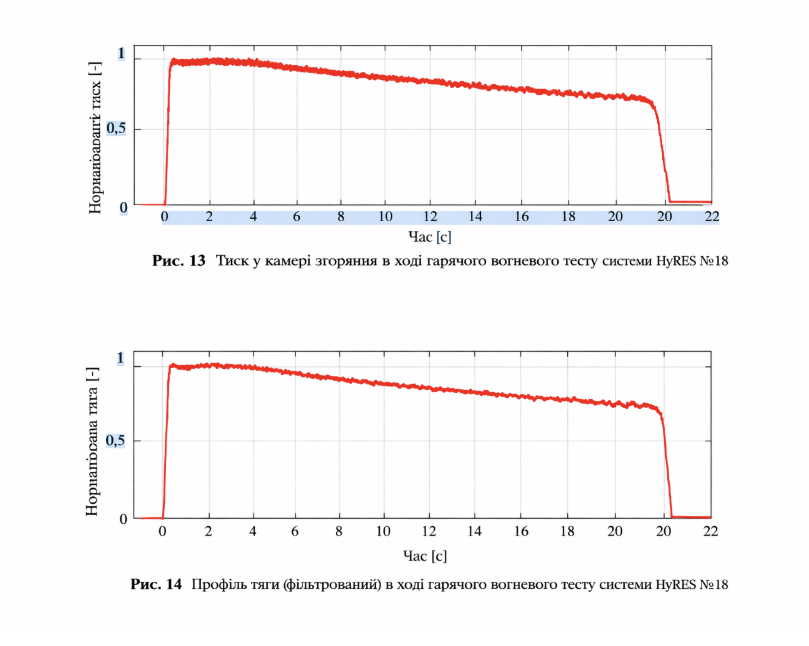 [-]
1
0,5
0
0 2 4 6 8 10 12 14 16 18 20 20 22
Час [с]
Рис. 13 Тиск у камері згоряння в ході гарячого вогневого тесту системи HyRES №18
[-]
1
0,5
0
0 2 4 6 8 10 12 14 16 18 20 20 22
Час [с]
Рис. 14 Профіль тяги (фільтрований) в ході гарячого вогневого тесту системи HyRES №18